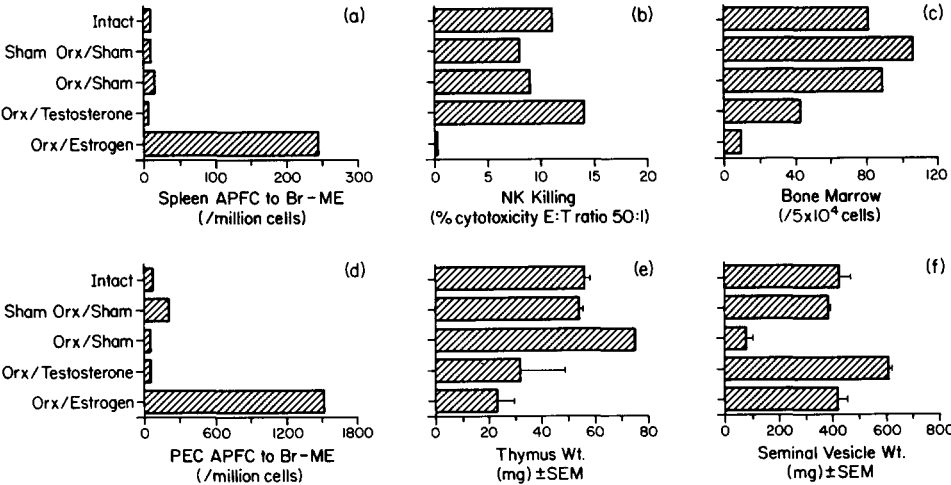 (a)
Intact
Sham Orx/Sham
Orx/Sham
Orx/Testosterone
Orx/Estrogen
0 100 200 300
Spleen APFC to Br-ME
(/million cells)
(b)
0 5 10 15 20
NK Killing
(% cytotoxicity E:T ratio 50:1)
(c)
0 40 80 120
Bone Marrow
(/5x10⁴ cells)
(d)
Intact
Sham Orx/Sham
Orx/Sham
Orx/Testosterone
Orx/Estrogen
0 600 1200 1800
PEC APFC to Br-ME
(/million cells)
(e)
0 20 40 60 80
Thymus Wt.
(mg) ±SEM
(f)
0 200 400 600 800
Seminal Vesicle Wt.
(mg) ±SEM